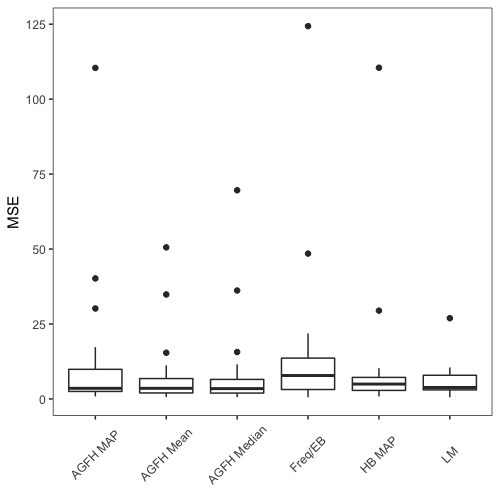 MSE
125
100
75
50
25
0
AGFH MAP
AGFH Mean
AGFH Median
Freq/EB
HB MAP
LM